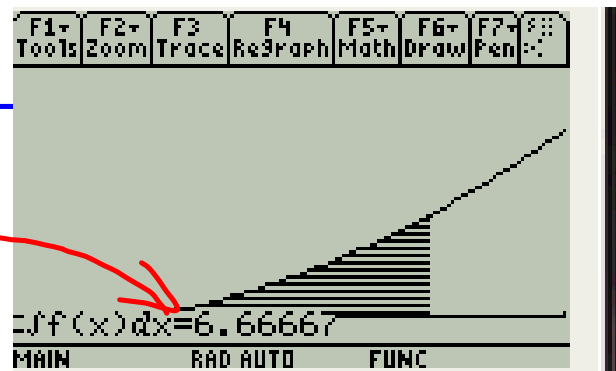 F1 F2 F3 F4 F5 F6 F7
Tools Zoom Trace ReGraph Math Draw Pen
∫f(x)dx=6.66667
MAIN RAD AUTO FUNC